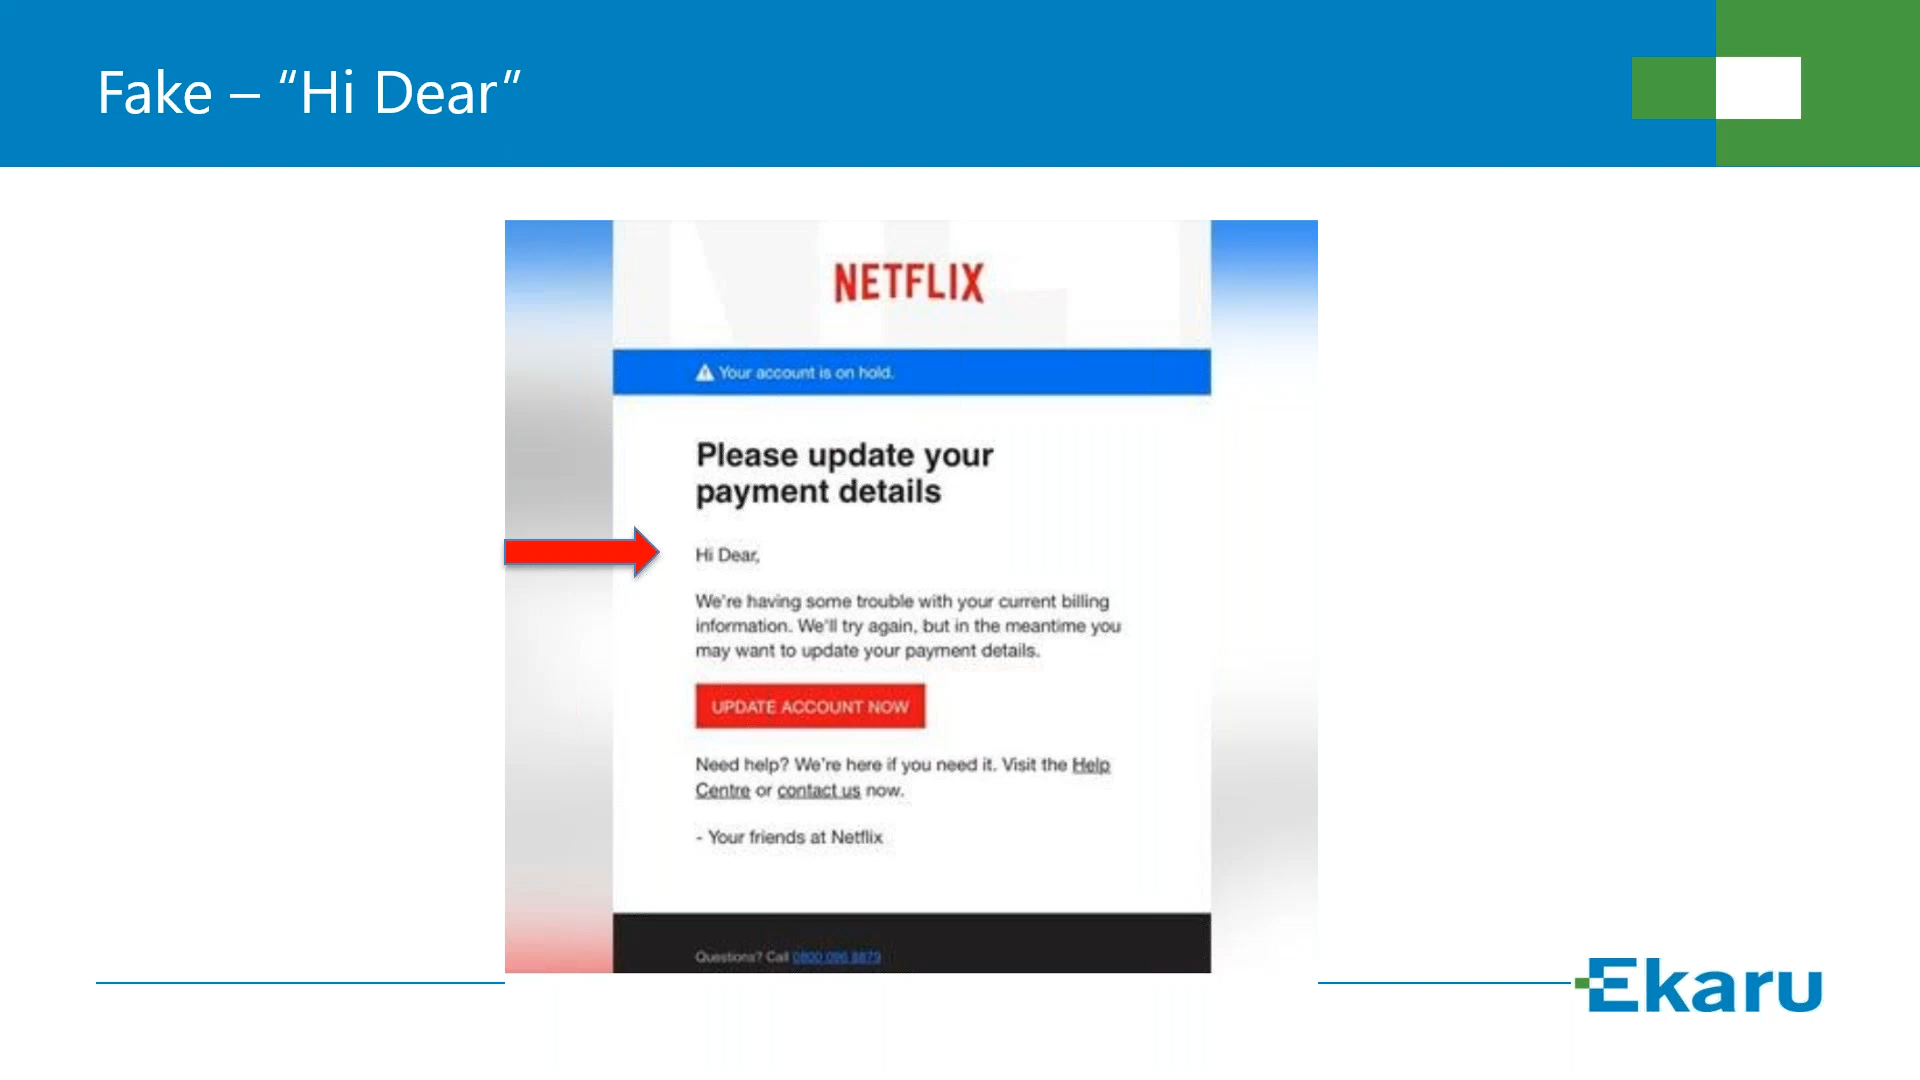 Fake – “Hi Dear”
NETFLIX
Your account is on hold.
Please update your
payment details
Hi Dear,
We're having some trouble with your current billing
information. We'll try again, but in the meantime you
may want to update your payment details.
UPDATE ACCOUNT NOW
Need help? We're here if you need it. Visit the Help
Centre or contact us now.
- Your friends at Netflix
Questions? Call
Ekaru